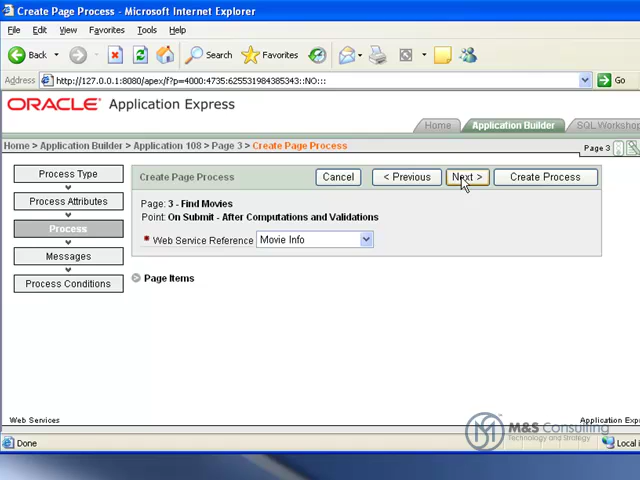 Create Page Process - Microsoft Internet Explorer
File Edit View Favorites Tools Help
Back Search Favorites
Address http://127.0.0.1:8080/apex/f?p=4000:4735:625531984385343::NO::: Go
ORACLE Application Express
Home Application Builder SQL Workshop
Home > Application Builder > Application 108 > Page 3 > Create Page Process Page 3
Process Type
Process Attributes
Process
Messages
Process Conditions
Create Page Process Cancel < Previous Next > Create Process
Page: 3 - Find Movies
Point: On Submit - After Computations and Validations
* Web Service Reference Movie Info
Page Items
Web Services Application Exp
M&S Consulting
Technology and Strategy
Done Local i